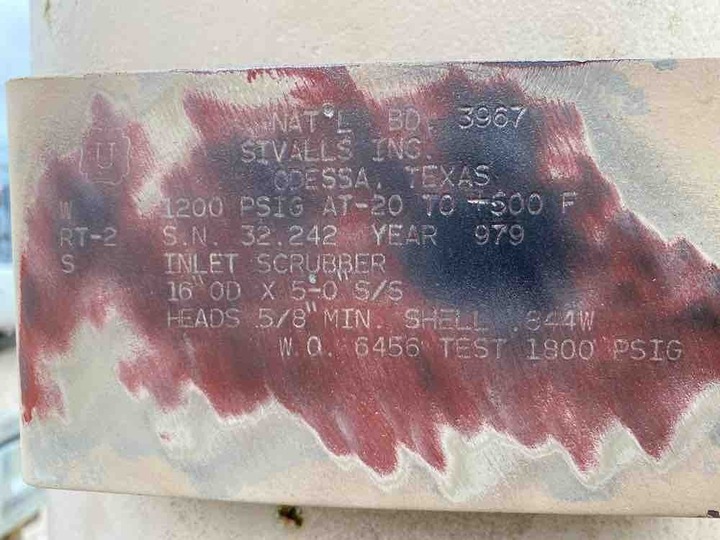 U
NAT'L BD. 3967
SIVALLS INC.
ODESSA, TEXAS
W 1200 PSIG AT-20 TO +500 F
RT-2 S.N. 32.242 YEAR 979
S INLET SCRUBBER
16" OD X 5-0" S/S
HEADS 5/8" MIN. SHELL .844W
W.O. 6456 TEST 1800 PSIG